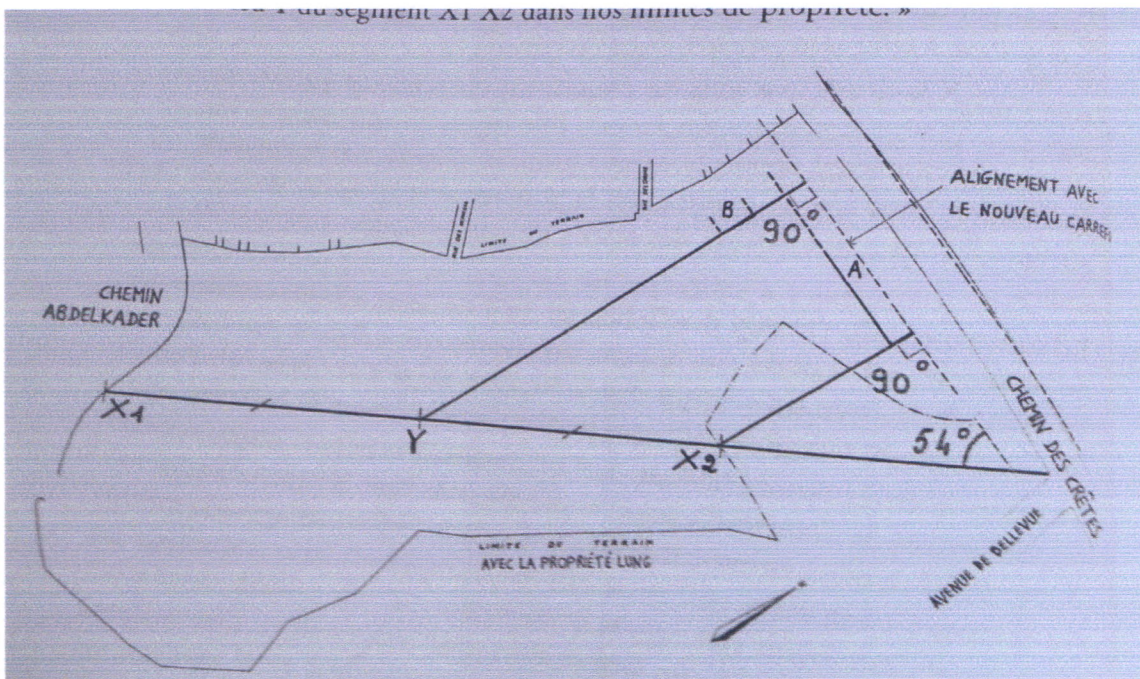 du segment X1 X2 dans nos limites de propriété. »
ALIGNEMENT AVEC
LE NOUVEAU CARREF
B
90°
A
LIMITE DU TERRAIN
CHEMIN
ABDELKADER
90°
X1
Y
X2
54°
CHEMIN DES CRÊTES
LIMITE DU TERRAIN
AVEC LA PROPRIÉTÉ LUNG
AVENUE DE BELLEVUE